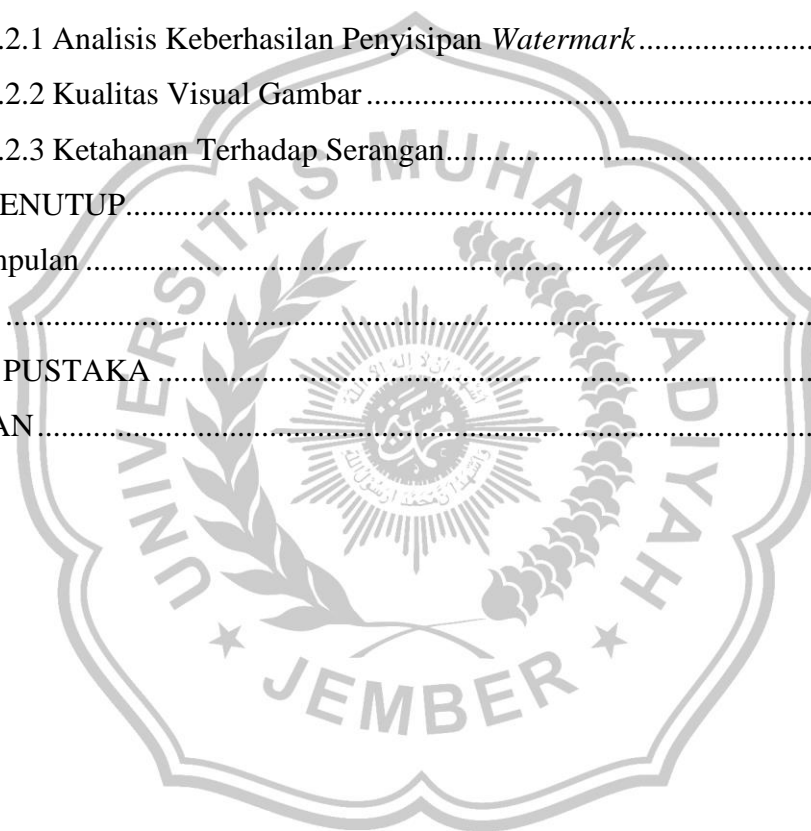 .2.1 Analisis Keberhasilan Penyisipan Watermark................................
.2.2 Kualitas Visual Gambar................................
.2.3 Ketahanan Terhadap Serangan................................
ENUTUP................................
npulan................................
................................
PUSTAKA................................
AN................................
UNIVERSITAS MUHAMMADIYAH
JEMBER